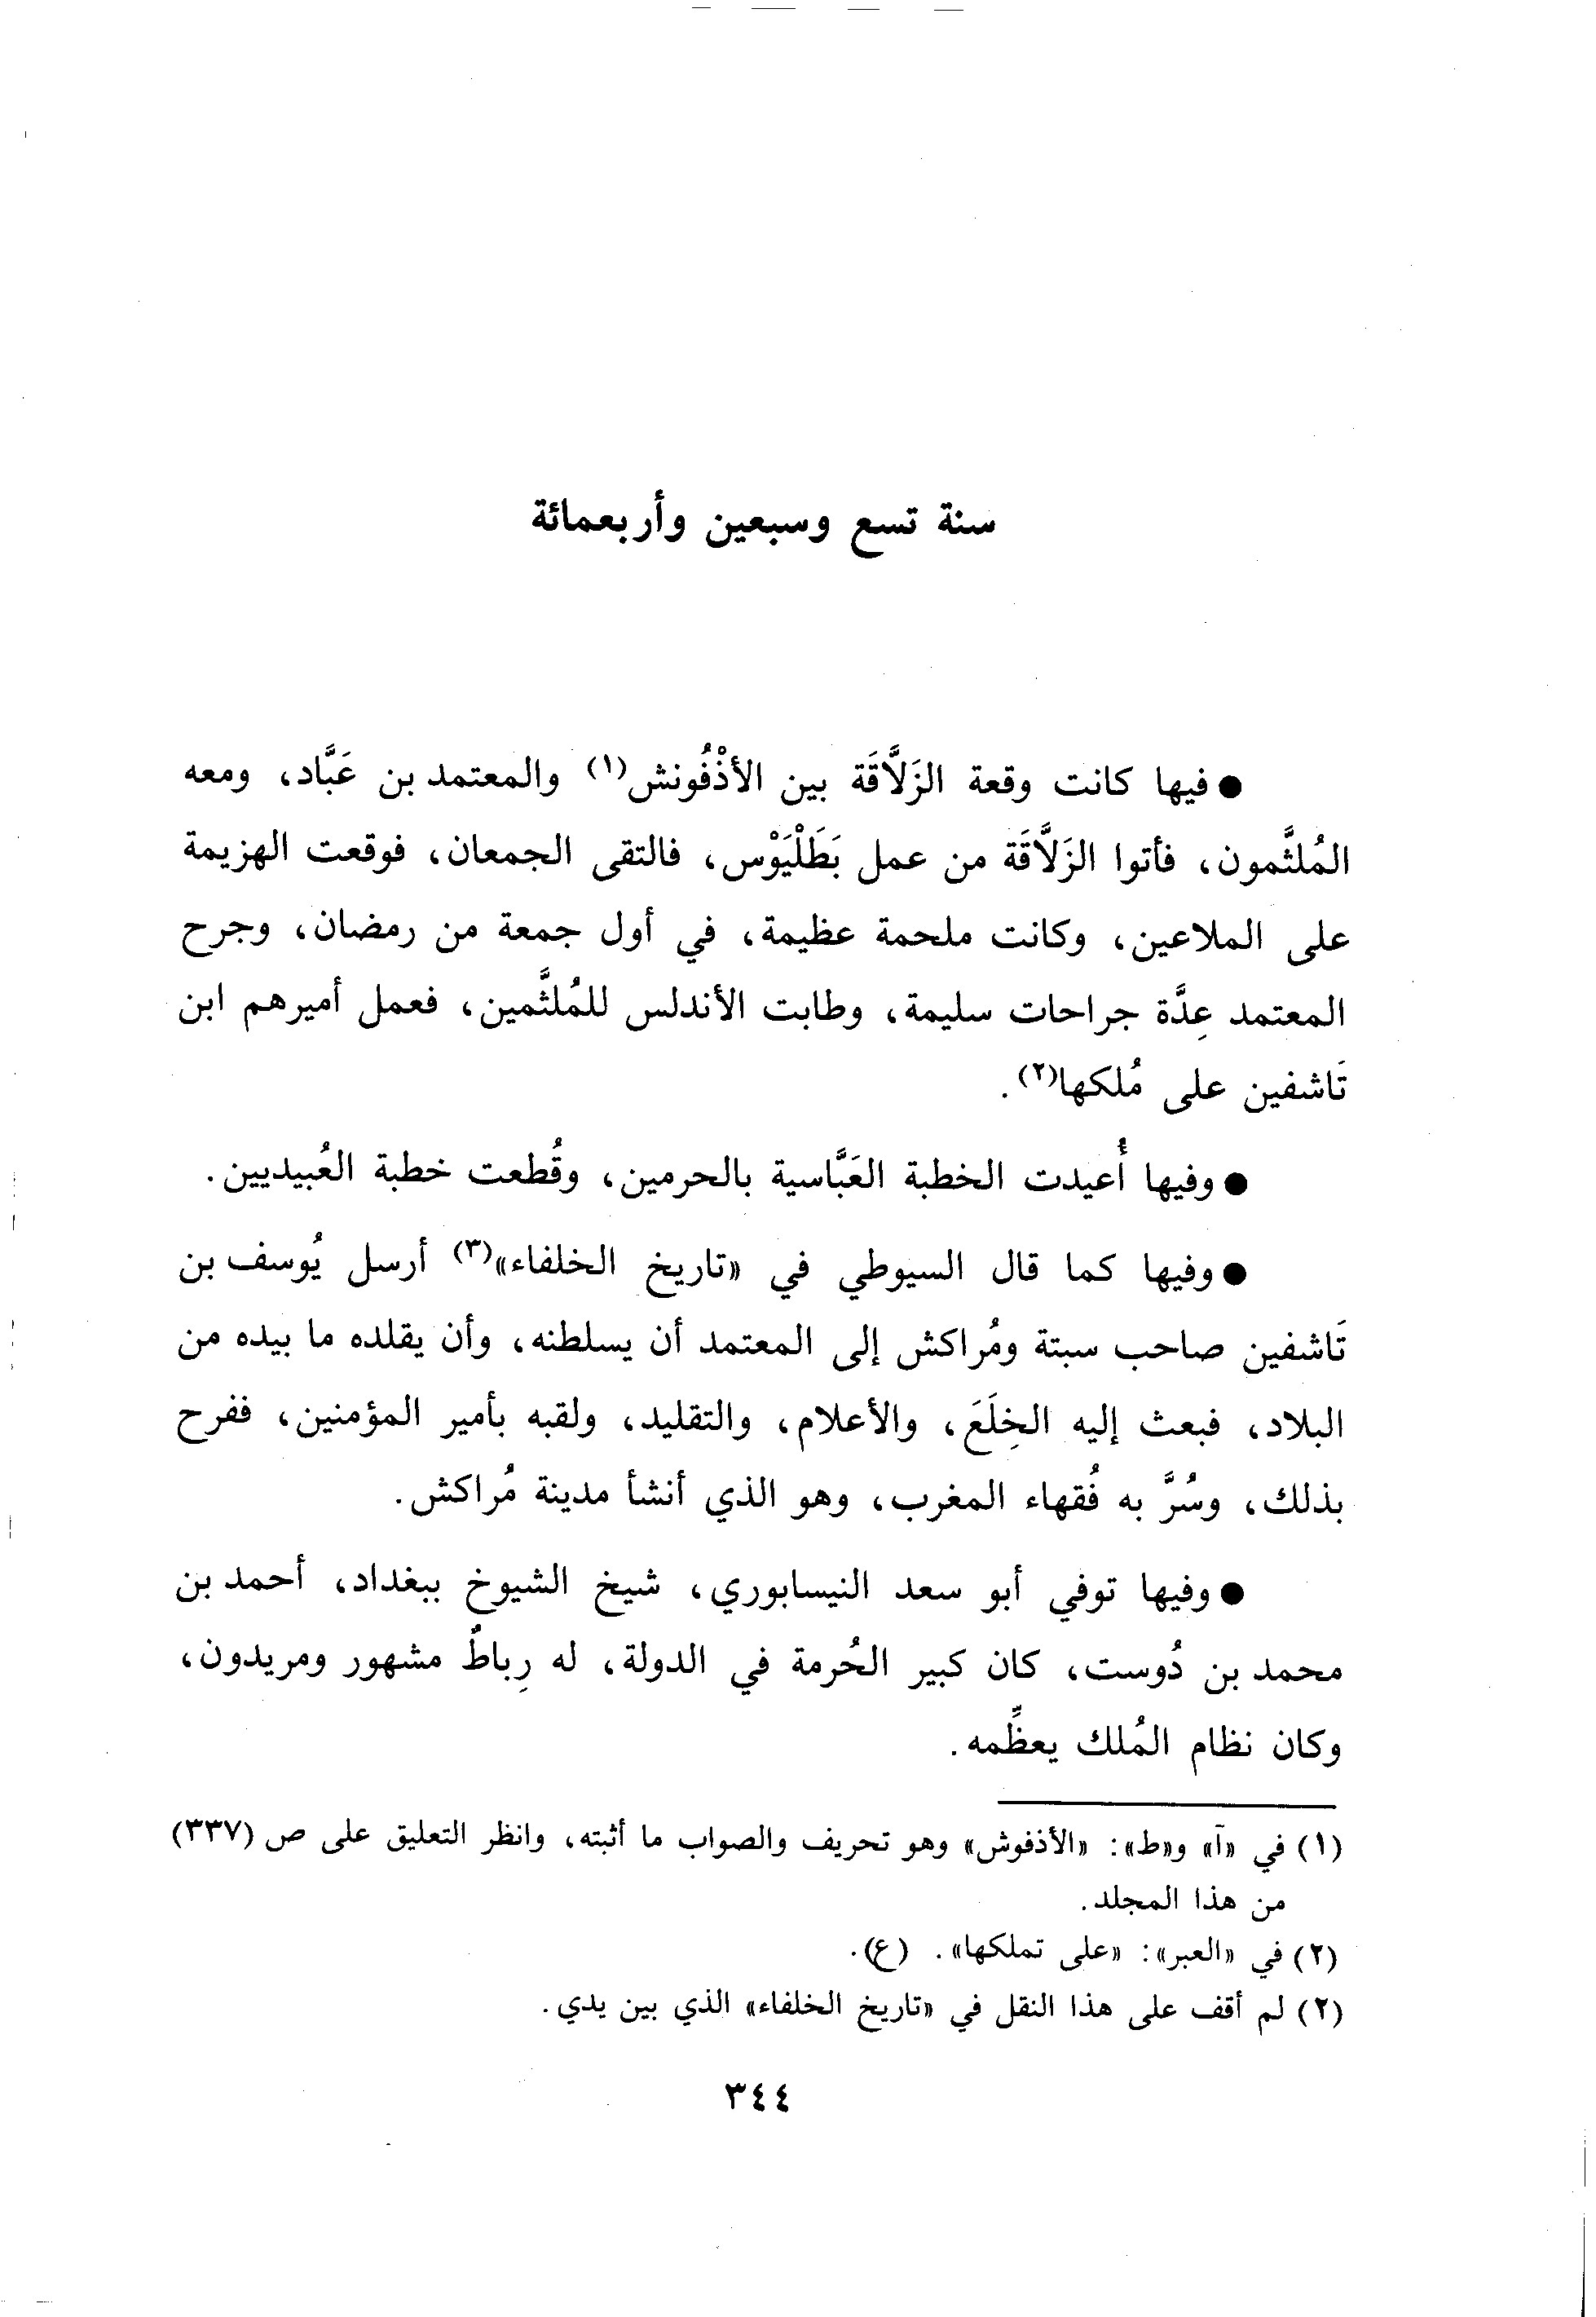 سنة تسع وسبعين وأربعمائة
● فيها كانت وقعة الزَلاَّقَة بين الأذْفُونش(١) والمعتمد بن عَبَّاد، ومعه
المُلثَّمون، فأتوا الزَلاَّقَة من عمل بَطَلْيَوْس، فالتقى الجمعان، فوقعت الهزيمة
على الملاعين، وكانت ملحمة عظيمة، في أول جمعة من رمضان، وجرح
المعتمد عِدَّة جراحات سليمة، وطابت الأندلس للمُلثَّمين، فعمل أميرهم ابن
تَاشفين على مُلكها(٢).
● وفيها أُعيدت الخطبة العَبَّاسية بالحرمين، وقُطعت خطبة العُبيديين.
● وفيها كما قال السيوطي في «تاريخ الخلفاء»(٣) أرسل يُوسف بن
تَاشفين صاحب سبتة ومُراكش إلى المعتمد أن يسلطنه، وأن يقلده ما بيده من
البلاد، فبعث إليه الخِلَعَ، والأعلام، والتقليد، ولقبه بأمير المؤمنين، ففرح
بذلك، وسُرَّ به فُقهاء المغرب، وهو الذي أنشأ مدينة مُراكش.
● وفيها توفي أبو سعد النيسابوري، شيخ الشيوخ ببغداد، أحمد بن
محمد بن دُوست، كان كبير الحُرمة في الدولة، له رِباطٌ مشهور ومريدون،
وكان نظام المُلك يعظِّمه.
(١) في «آ» و«ط»: «الأذفوش» وهو تحريف والصواب ما أثبته، وانظر التعليق على ص (٣٣٧)
من هذا المجلد.
(٢) في «العبر»: «على تملكها». (ع).
(٢) لم أقف على هذا النقل في «تاريخ الخلفاء» الذي بين يدي.
٣٤٤